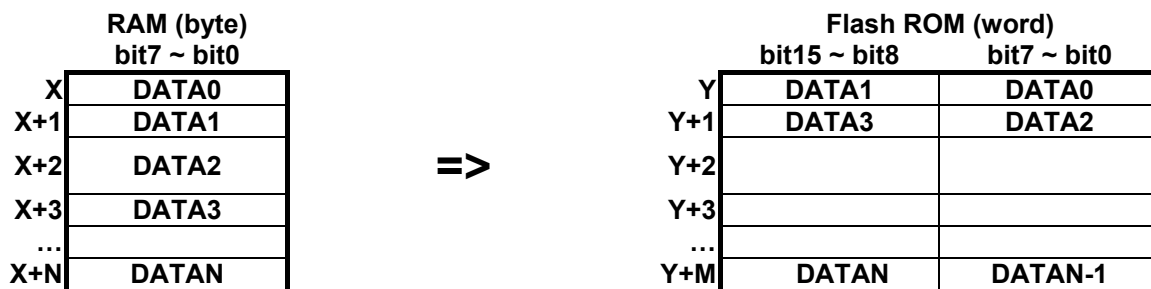 RAM (byte) Flash ROM (word)
bit7 ~ bit0 bit15 ~ bit8 bit7 ~ bit0
X DATA0 Y DATA1 DATA0
X+1 DATA1 Y+1 DATA3 DATA2
X+2 DATA2 => Y+2
X+3 DATA3 Y+3
… …
X+N DATAN Y+M DATAN DATAN-1